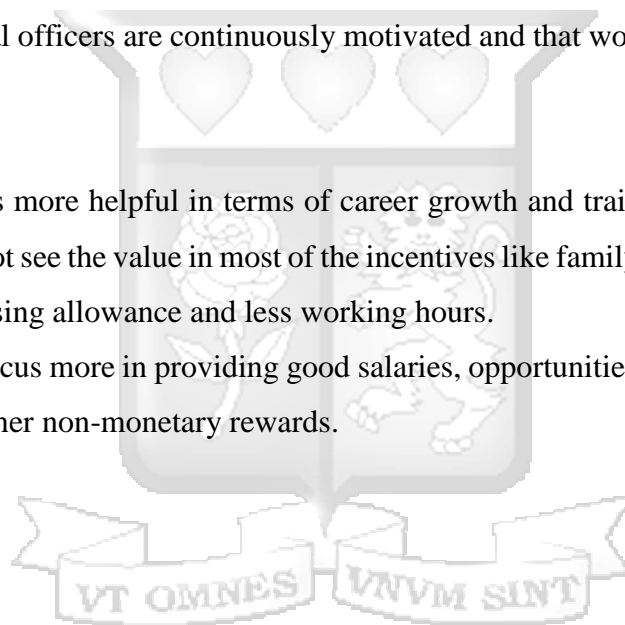 al officers are continuously motivated and that wo
s more helpful in terms of career growth and trai
ot see the value in most of the incentives like family
sing allowance and less working hours.
cus more in providing good salaries, opportunitie
her non-monetary rewards.
VT OMNES VNVM SINT